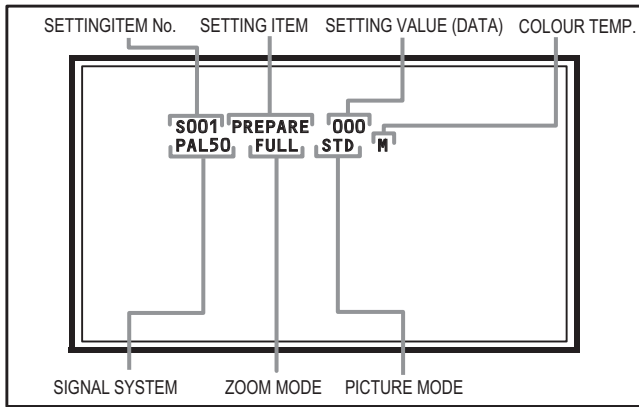 SETTINGITEM No. SETTING ITEM SETTING VALUE (DATA) COLOUR TEMP.
S001 PREPARE 000
PAL50 FULL STD M
SIGNAL SYSTEM ZOOM MODE PICTURE MODE